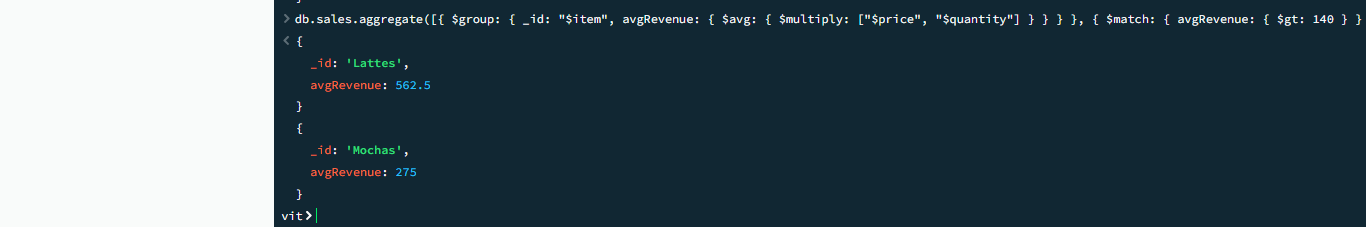 }
> db.sales.aggregate([{ $group: { _id: "$item", avgRevenue: { $avg: { $multiply: ["$price", "$quantity"] } } } }, { $match: { avgRevenue: { $gt: 140 } }
< {
_id: 'Lattes',
avgRevenue: 562.5
}
{
_id: 'Mochas',
avgRevenue: 275
}
vit>